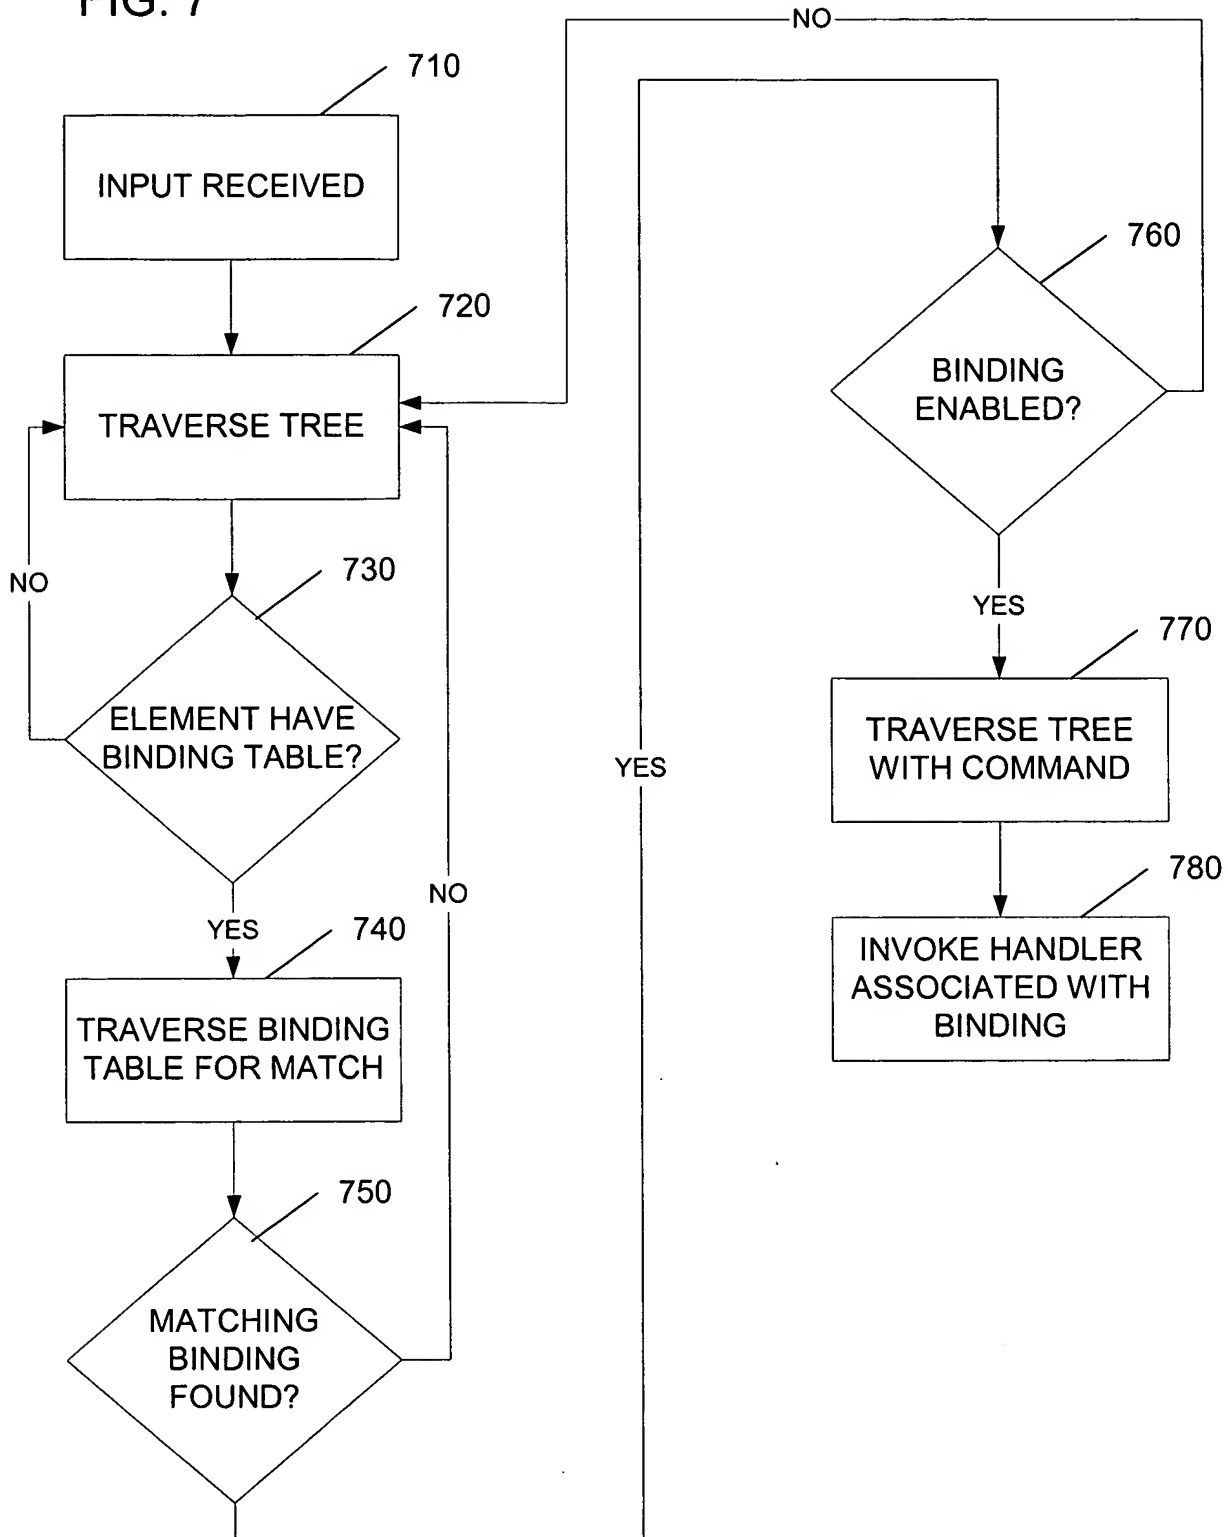 FIG. 7
710
INPUT RECEIVED
720
TRAVERSE TREE
NO
730
ELEMENT HAVE
BINDING TABLE?
YES
740
TRAVERSE BINDING
TABLE FOR MATCH
NO
750
MATCHING
BINDING
FOUND?
YES
NO
760
BINDING
ENABLED?
YES
770
TRAVERSE TREE
WITH COMMAND
780
INVOKE HANDLER
ASSOCIATED WITH
BINDING